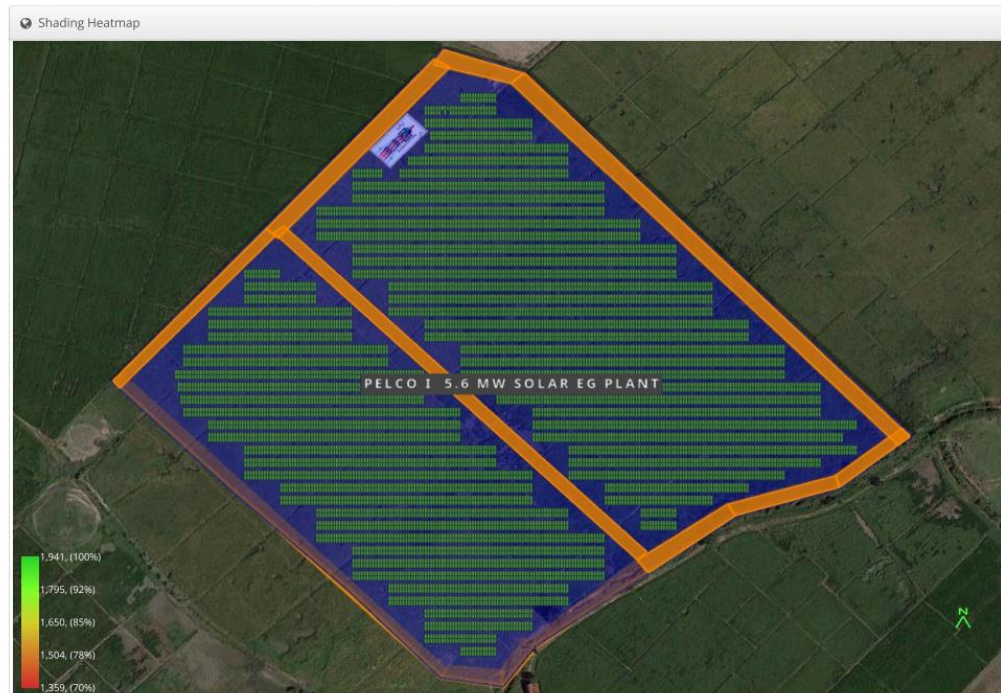 Shading Heatmap
PELCO I 5.6 MW SOLAR EG PLANT
1,941, (100%)
1,795, (92%)
1,650, (85%)
1,504, (78%)
1,359, (70%)
N